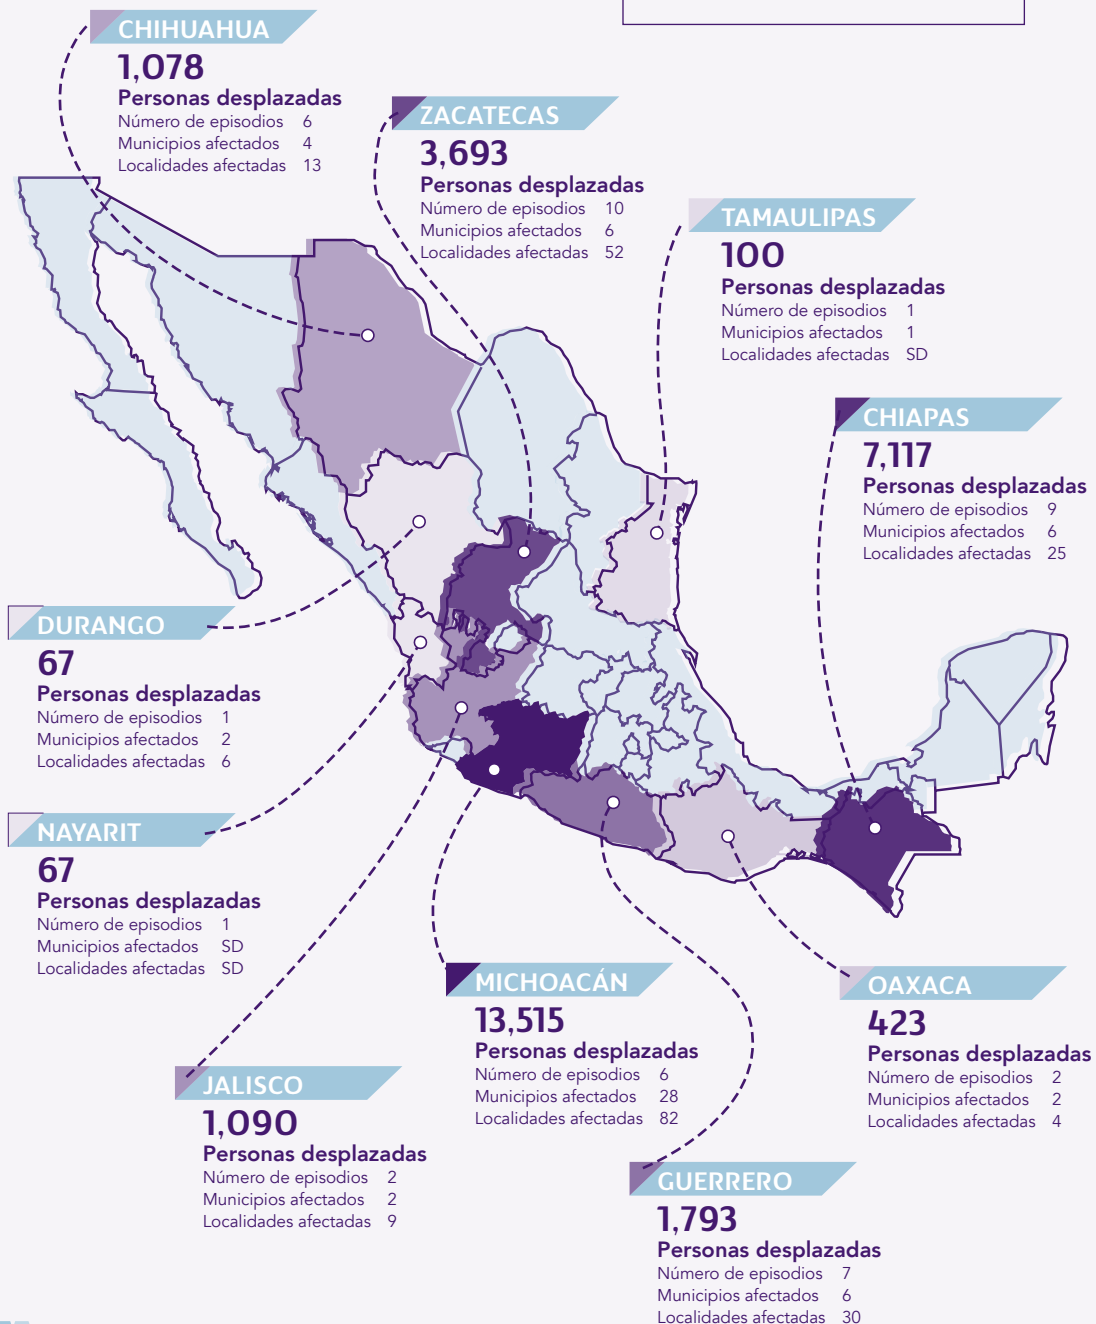 CHIHUAHUA
1,078
Personas desplazadas
Número de episodios 6
Municipios afectados 4
Localidades afectadas 13
ZACATECAS
3,693
Personas desplazadas
Número de episodios 10
Municipios afectados 6
Localidades afectadas 52
TAMAULIPAS
100
Personas desplazadas
Número de episodios 1
Municipios afectados 1
Localidades afectadas SD
CHIAPAS
7,117
Personas desplazadas
Número de episodios 9
Municipios afectados 6
Localidades afectadas 25
DURANGO
67
Personas desplazadas
Número de episodios 1
Municipios afectados 2
Localidades afectadas 6
NAYARIT
67
Personas desplazadas
Número de episodios 1
Municipios afectados SD
Localidades afectadas SD
MICHOACÁN
13,515
Personas desplazadas
Número de episodios 6
Municipios afectados 28
Localidades afectadas 82
OAXACA
423
Personas desplazadas
Número de episodios 2
Municipios afectados 2
Localidades afectadas 4
JALISCO
1,090
Personas desplazadas
Número de episodios 2
Municipios afectados 2
Localidades afectadas 9
GUERRERO
1,793
Personas desplazadas
Número de episodios 7
Municipios afectados 6
Localidades afectadas 30